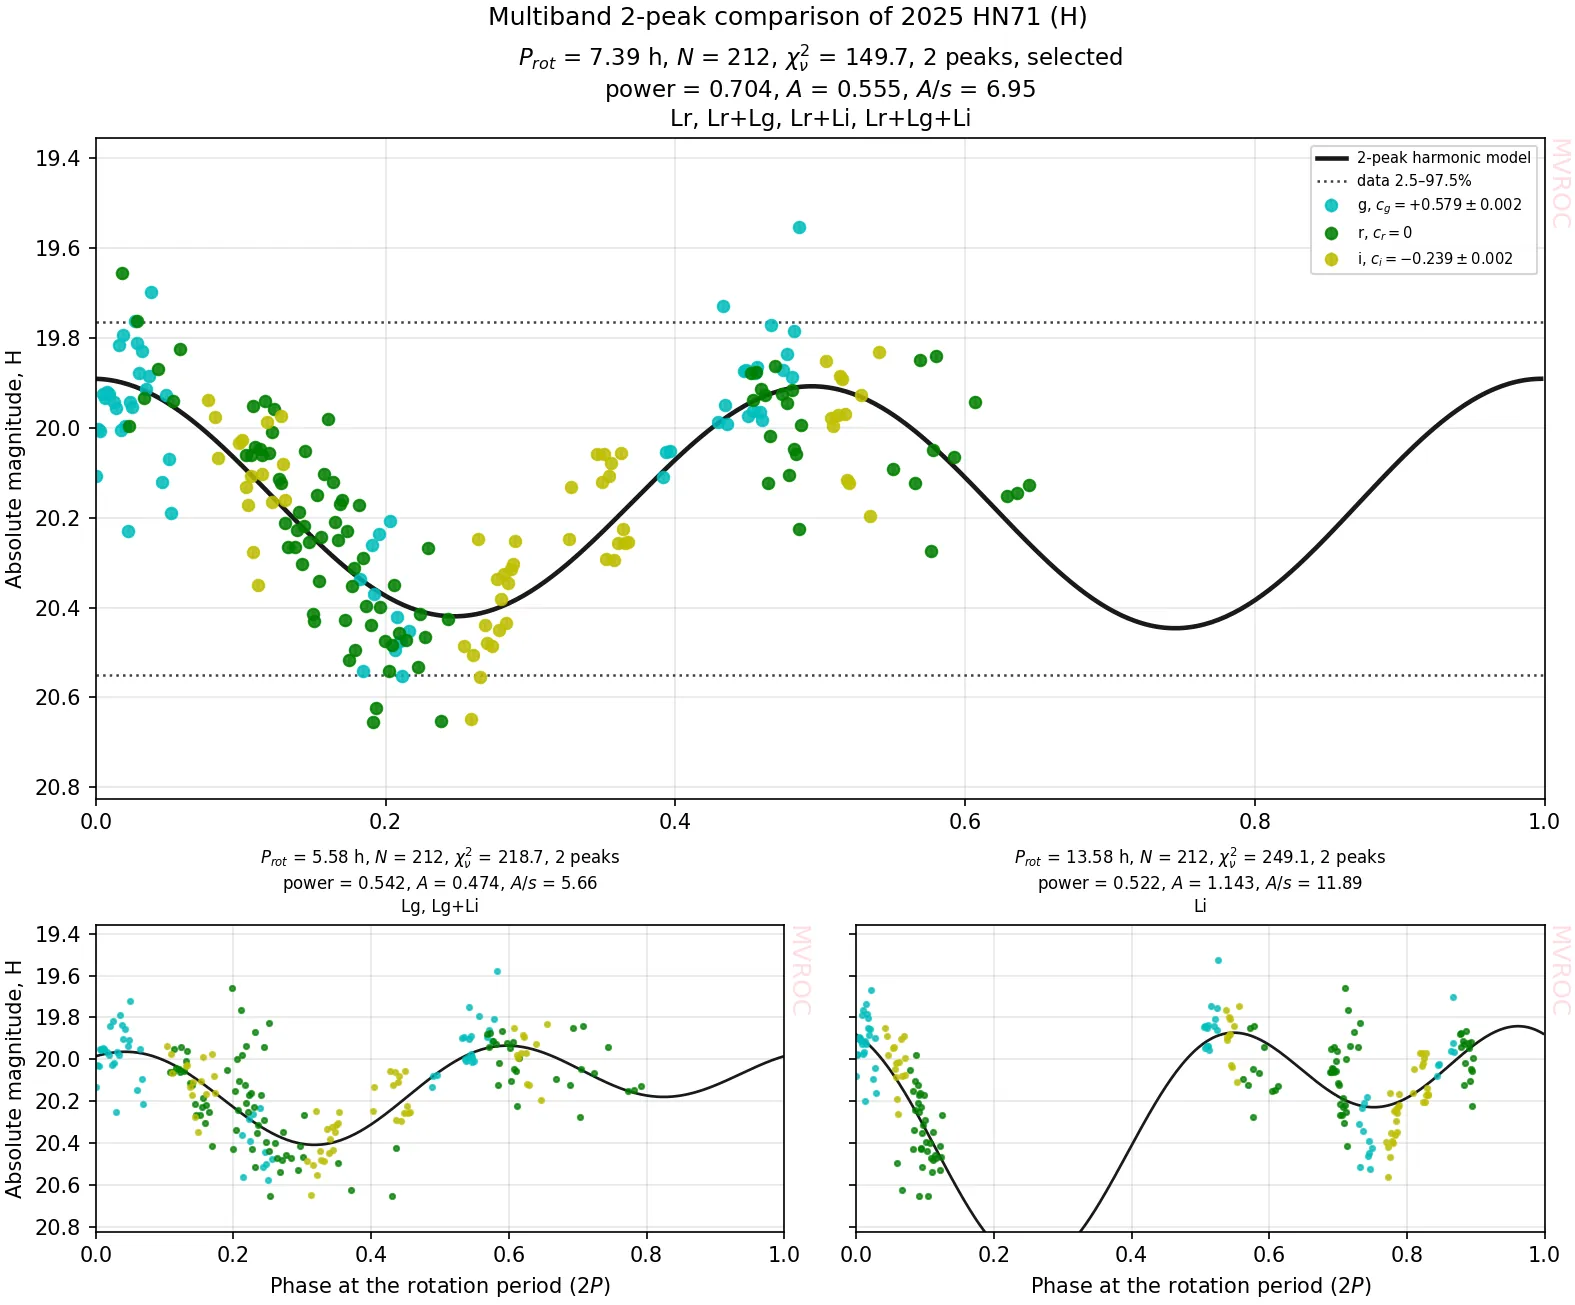 Multiband 2-peak comparison of 2025 HN71 (H)
P_rot = 7.39 h, N = 212, χ²_ν = 149.7, 2 peaks, selected
power = 0.704, A = 0.555, A/s = 6.95
Lr, Lr+Lg, Lr+Li, Lr+Lg+Li
2-peak harmonic model
data 2.5–97.5%
g, c_g = +0.579 ± 0.002
r, c_r = 0
i, c_i = −0.239 ± 0.002
MVROC
Absolute magnitude, H
19.4
19.6
19.8
20.0
20.2
20.4
20.6
20.8
0.0 0.2 0.4 0.6 0.8 1.0
P_rot = 5.58 h, N = 212, χ²_ν = 218.7, 2 peaks
power = 0.542, A = 0.474, A/s = 5.66
Lg, Lg+Li
MVROC
Absolute magnitude, H
19.4
19.6
19.8
20.0
20.2
20.4
20.6
20.8
0.0 0.2 0.4 0.6 0.8 1.0
Phase at the rotation period (2P)
P_rot = 13.58 h, N = 212, χ²_ν = 249.1, 2 peaks
power = 0.522, A = 1.143, A/s = 11.89
Li
MVROC
0.0 0.2 0.4 0.6 0.8 1.0
Phase at the rotation period (2P)